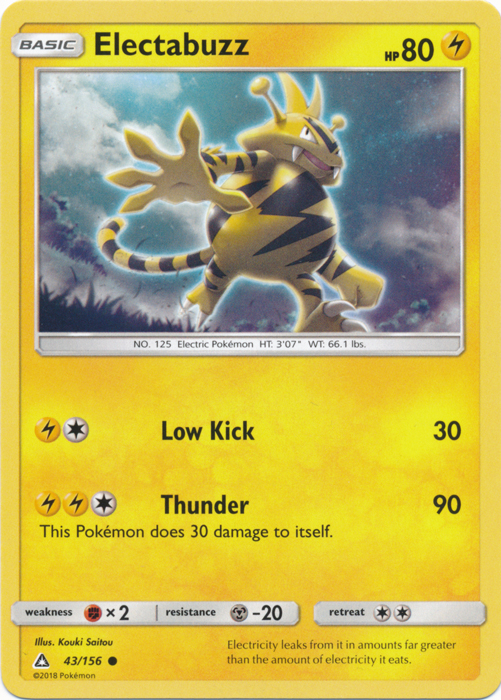 BASIC Electabuzz HP 80
NO. 125 Electric Pokémon HT: 3'07" WT: 66.1 lbs.
Low Kick 30
Thunder 90
This Pokémon does 30 damage to itself.
weakness × 2 resistance -20 retreat
Illus. Kouki Saitou
43/156
©2018 Pokémon
Electricity leaks from it in amounts far greater
than the amount of electricity it eats.